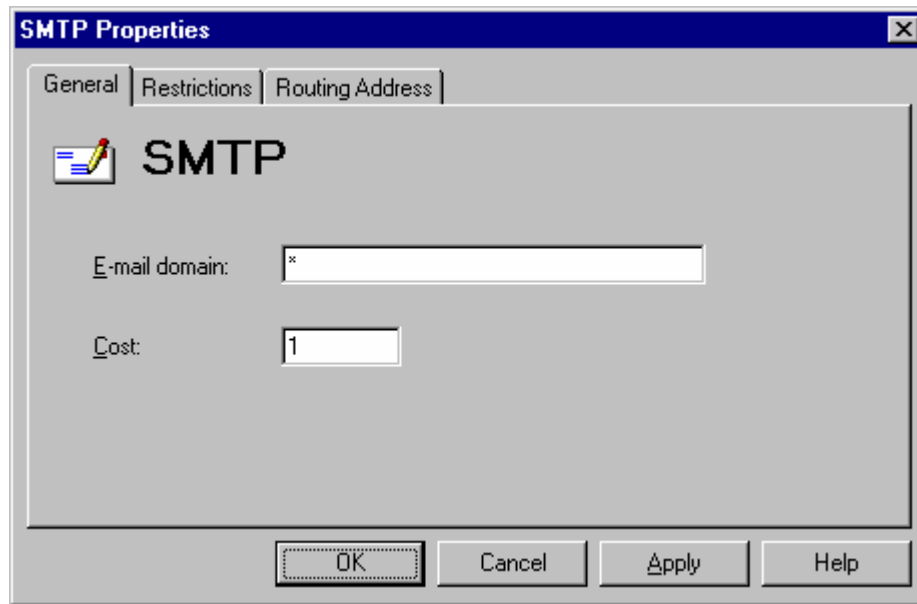 SMTP Properties
General Restrictions Routing Address
SMTP
E-mail domain: *
Cost: 1
OK Cancel Apply Help